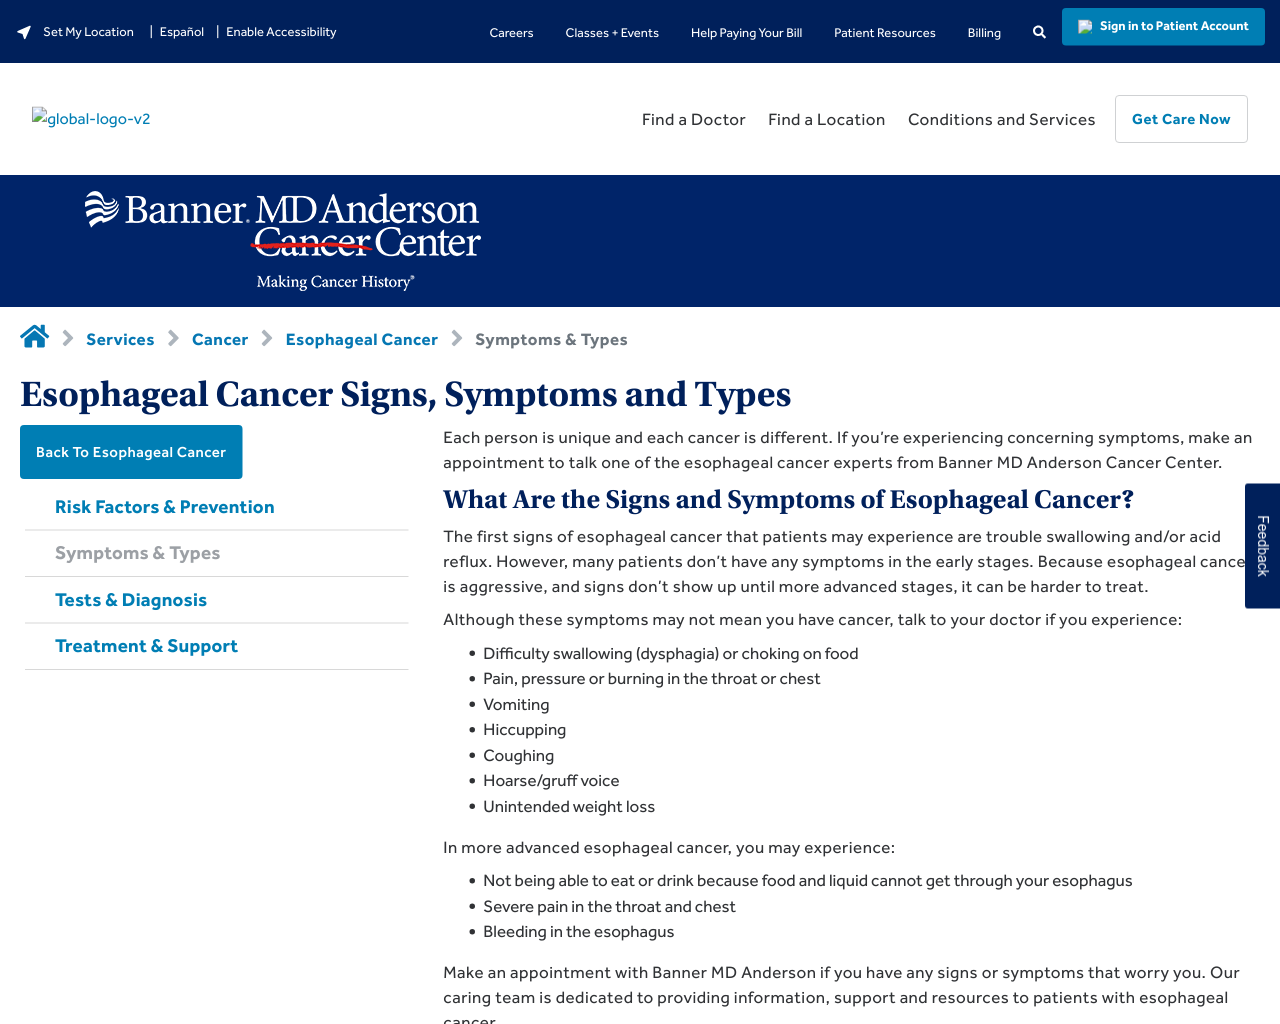 Set My Location | Español | Enable Accessibility Careers Classes + Events Help Paying Your Bill Patient Resources Billing Sign in to Patient Account
global-logo-v2 Find a Doctor Find a Location Conditions and Services Get Care Now
Banner® MD Anderson
Cancer Center
Making Cancer History®
Services Cancer Esophageal Cancer Symptoms & Types
Esophageal Cancer Signs, Symptoms and Types
Back To Esophageal Cancer
Risk Factors & Prevention
Symptoms & Types
Tests & Diagnosis
Treatment & Support
Each person is unique and each cancer is different. If you’re experiencing concerning symptoms, make an
appointment to talk one of the esophageal cancer experts from Banner MD Anderson Cancer Center.
What Are the Signs and Symptoms of Esophageal Cancer?
The first signs of esophageal cancer that patients may experience are trouble swallowing and/or acid
reflux. However, many patients don’t have any symptoms in the early stages. Because esophageal cance
is aggressive, and signs don’t show up until more advanced stages, it can be harder to treat.
Although these symptoms may not mean you have cancer, talk to your doctor if you experience:
• Difficulty swallowing (dysphagia) or choking on food
• Pain, pressure or burning in the throat or chest
• Vomiting
• Hiccupping
• Coughing
• Hoarse/gruff voice
• Unintended weight loss
In more advanced esophageal cancer, you may experience:
• Not being able to eat or drink because food and liquid cannot get through your esophagus
• Severe pain in the throat and chest
• Bleeding in the esophagus
Make an appointment with Banner MD Anderson if you have any signs or symptoms that worry you. Our
caring team is dedicated to providing information, support and resources to patients with esophageal
cancer
Feedback